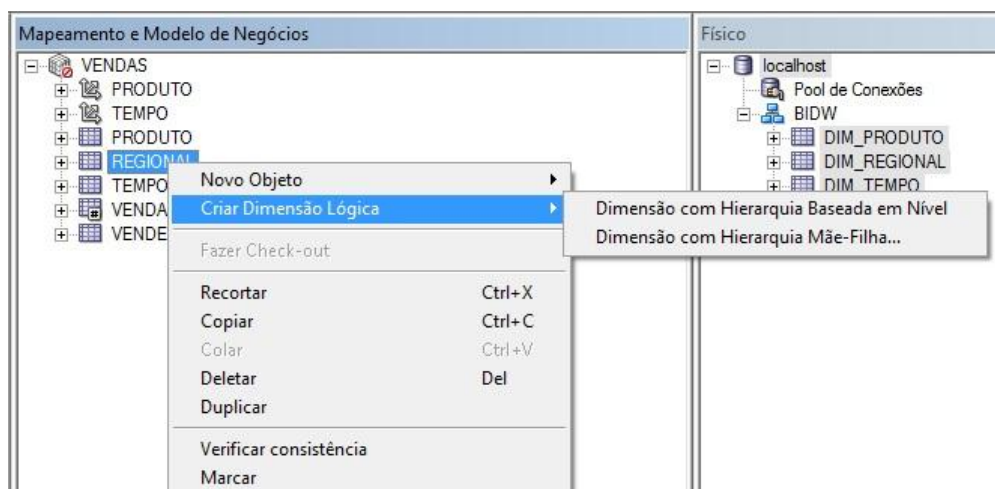 Mapeamento e Modelo de Negócios
VENDAS
PRODUTO
TEMPO
PRODUTO
REGIONAL
TEMPO
VENDA
VENDE
Novo Objeto
Criar Dimensão Lógica
Fazer Check-out
Recortar Ctrl+X
Copiar Ctrl+C
Colar Ctrl+V
Deletar Del
Duplicar
Verificar consistência
Marcar
Dimensão com Hierarquia Baseada em Nível
Dimensão com Hierarquia Mãe-Filha...
Físico
localhost
Pool de Conexões
BIDW
DIM_PRODUTO
DIM_REGIONAL
DIM_TEMPO